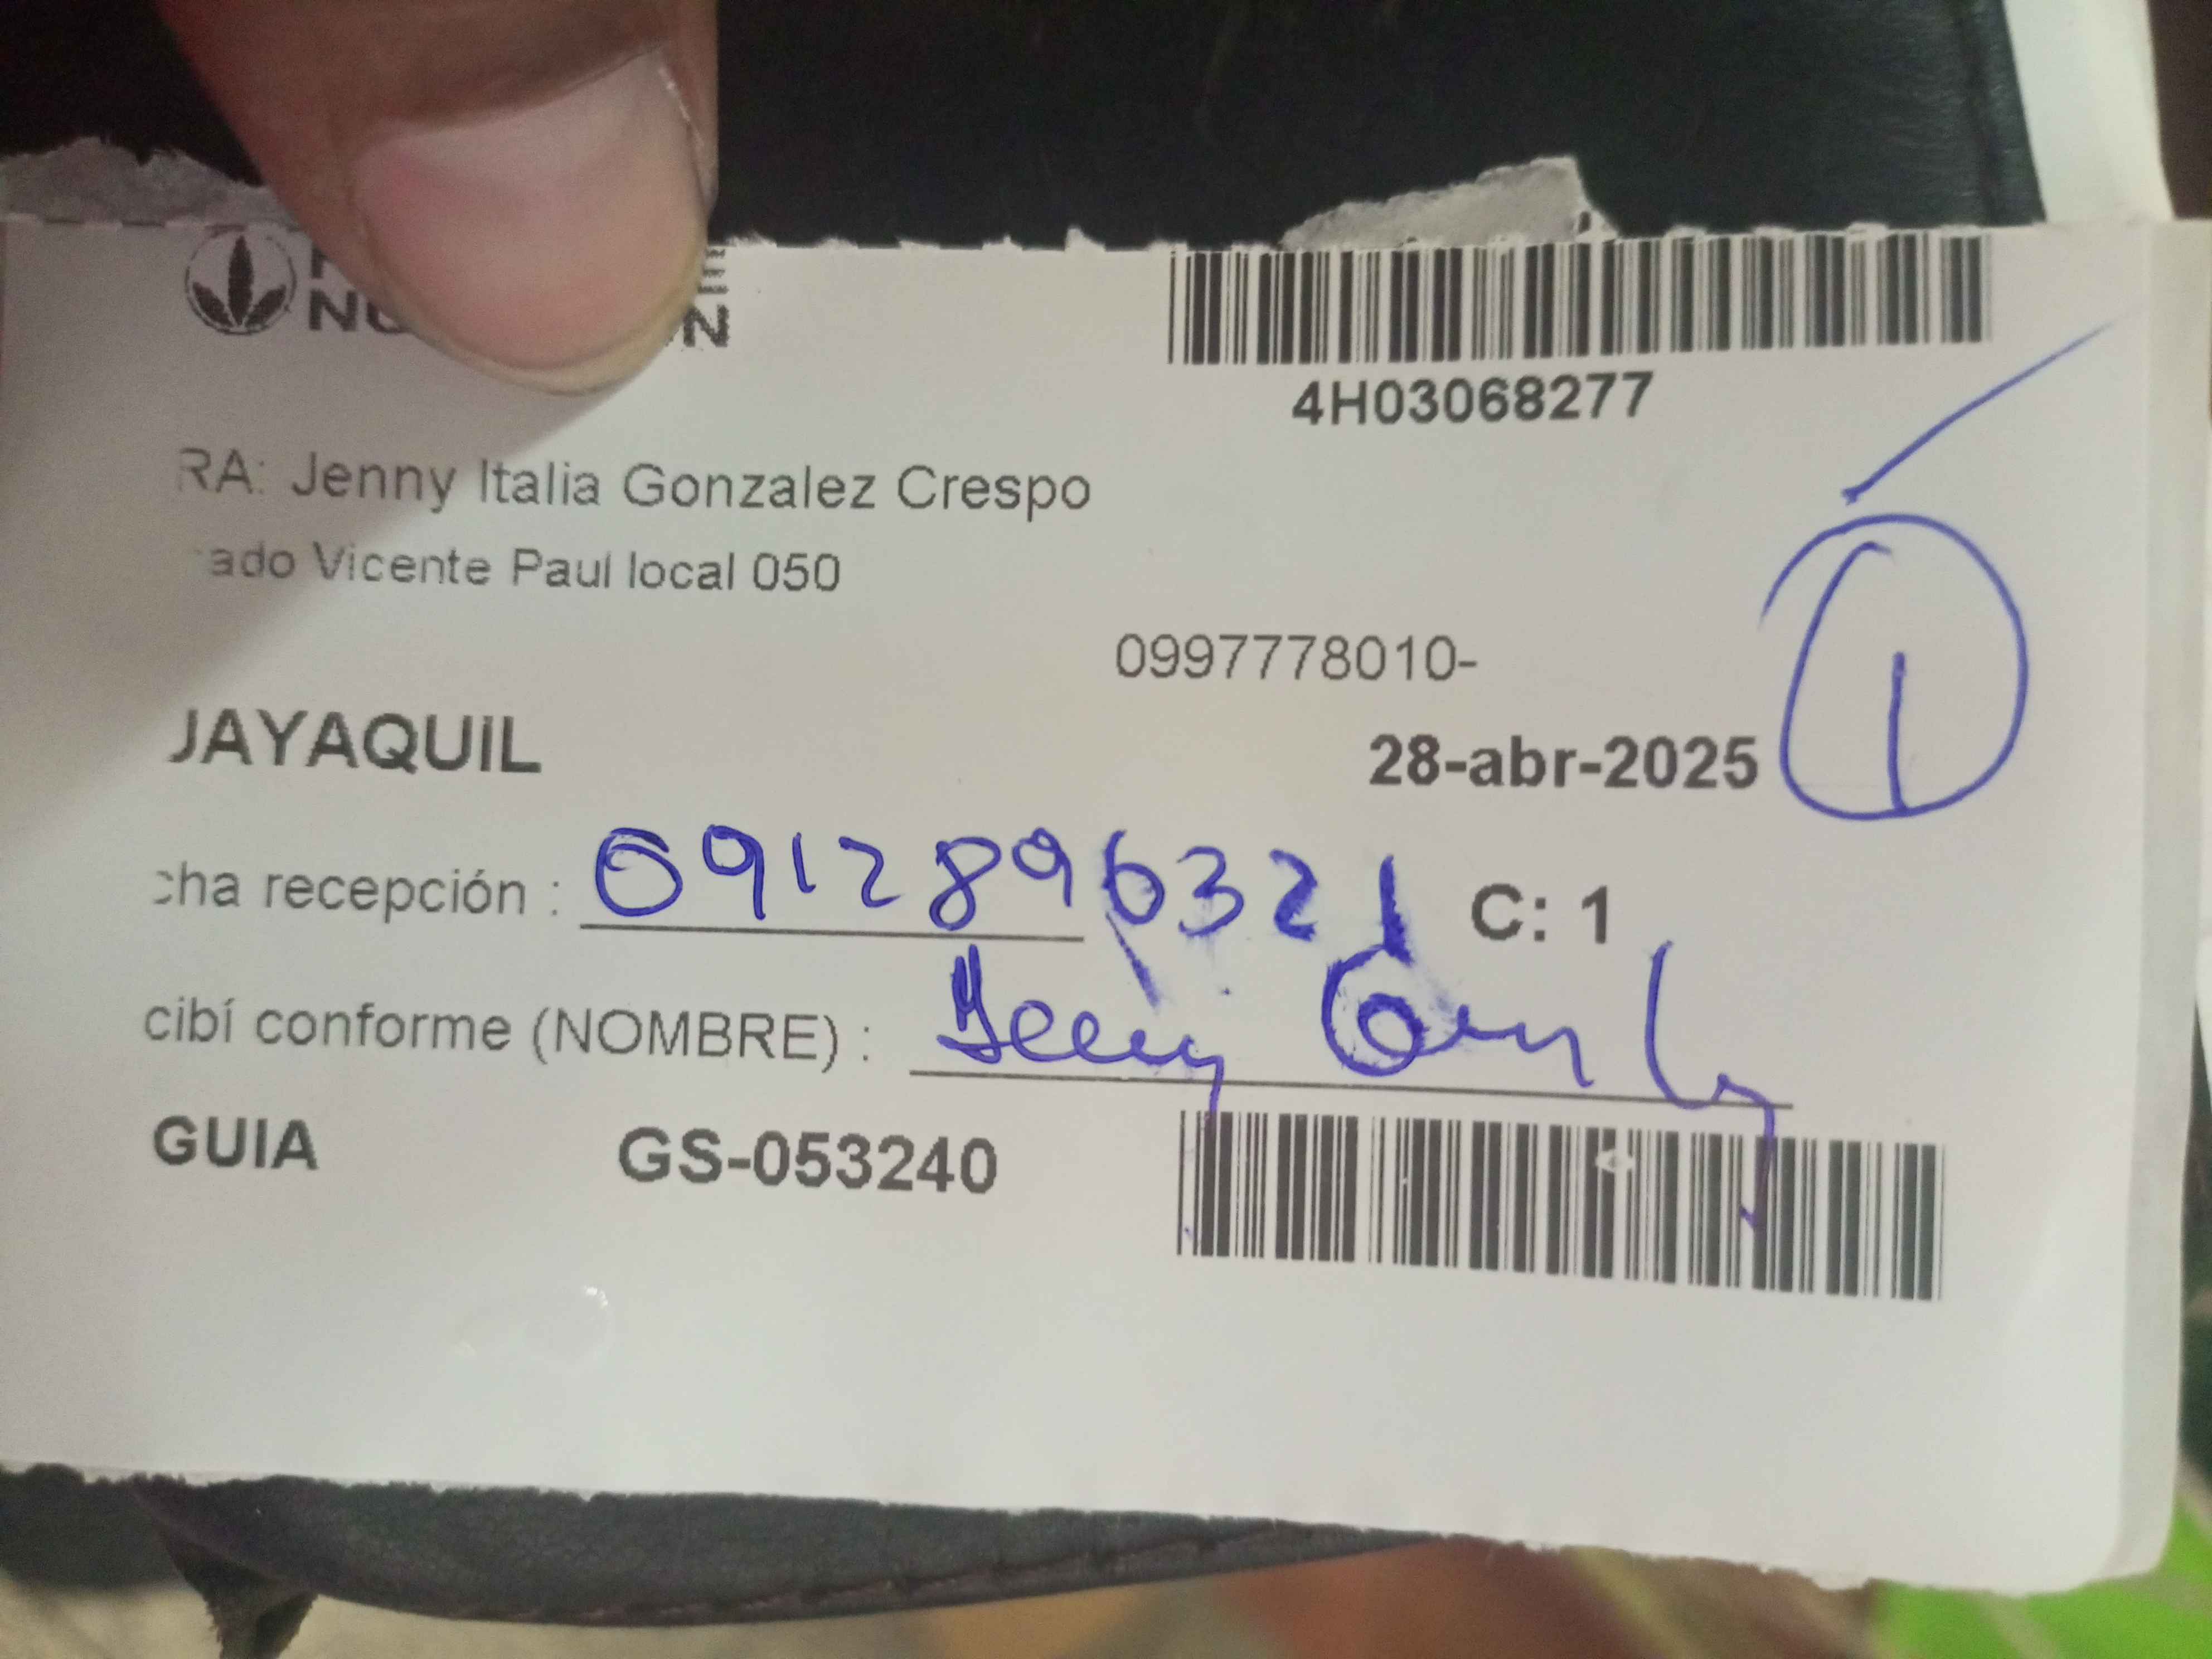 4H03068277
RA: Jenny Italia Gonzalez Crespo
ado Vicente Paul local 050
0997778010-
JAYAQUIL
28-abr-2025
1
cha recepción : 0912896321 C: 1
cibí conforme (NOMBRE) :
GUIA GS-053240